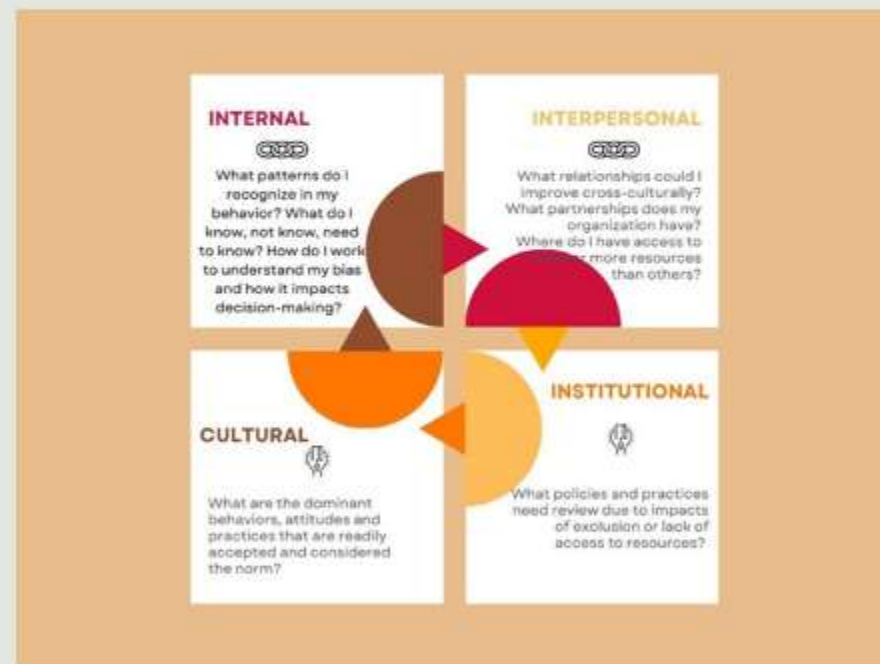 INTERNAL
What patterns do I
recognize in my
behavior? What do I
know, not know, need
to know? How do I work
to understand my bias
and how it impacts
decision-making?
INTERPERSONAL
What relationships could I
improve cross-culturally?
What partnerships does my
organization have?
Where do I have access to
more resources
than others?
CULTURAL
What are the dominant
behaviors, attitudes and
practices that are readily
accepted and considered
the norm?
INSTITUTIONAL
What policies and practices
need review due to impacts
of exclusion or lack of
access to resources?